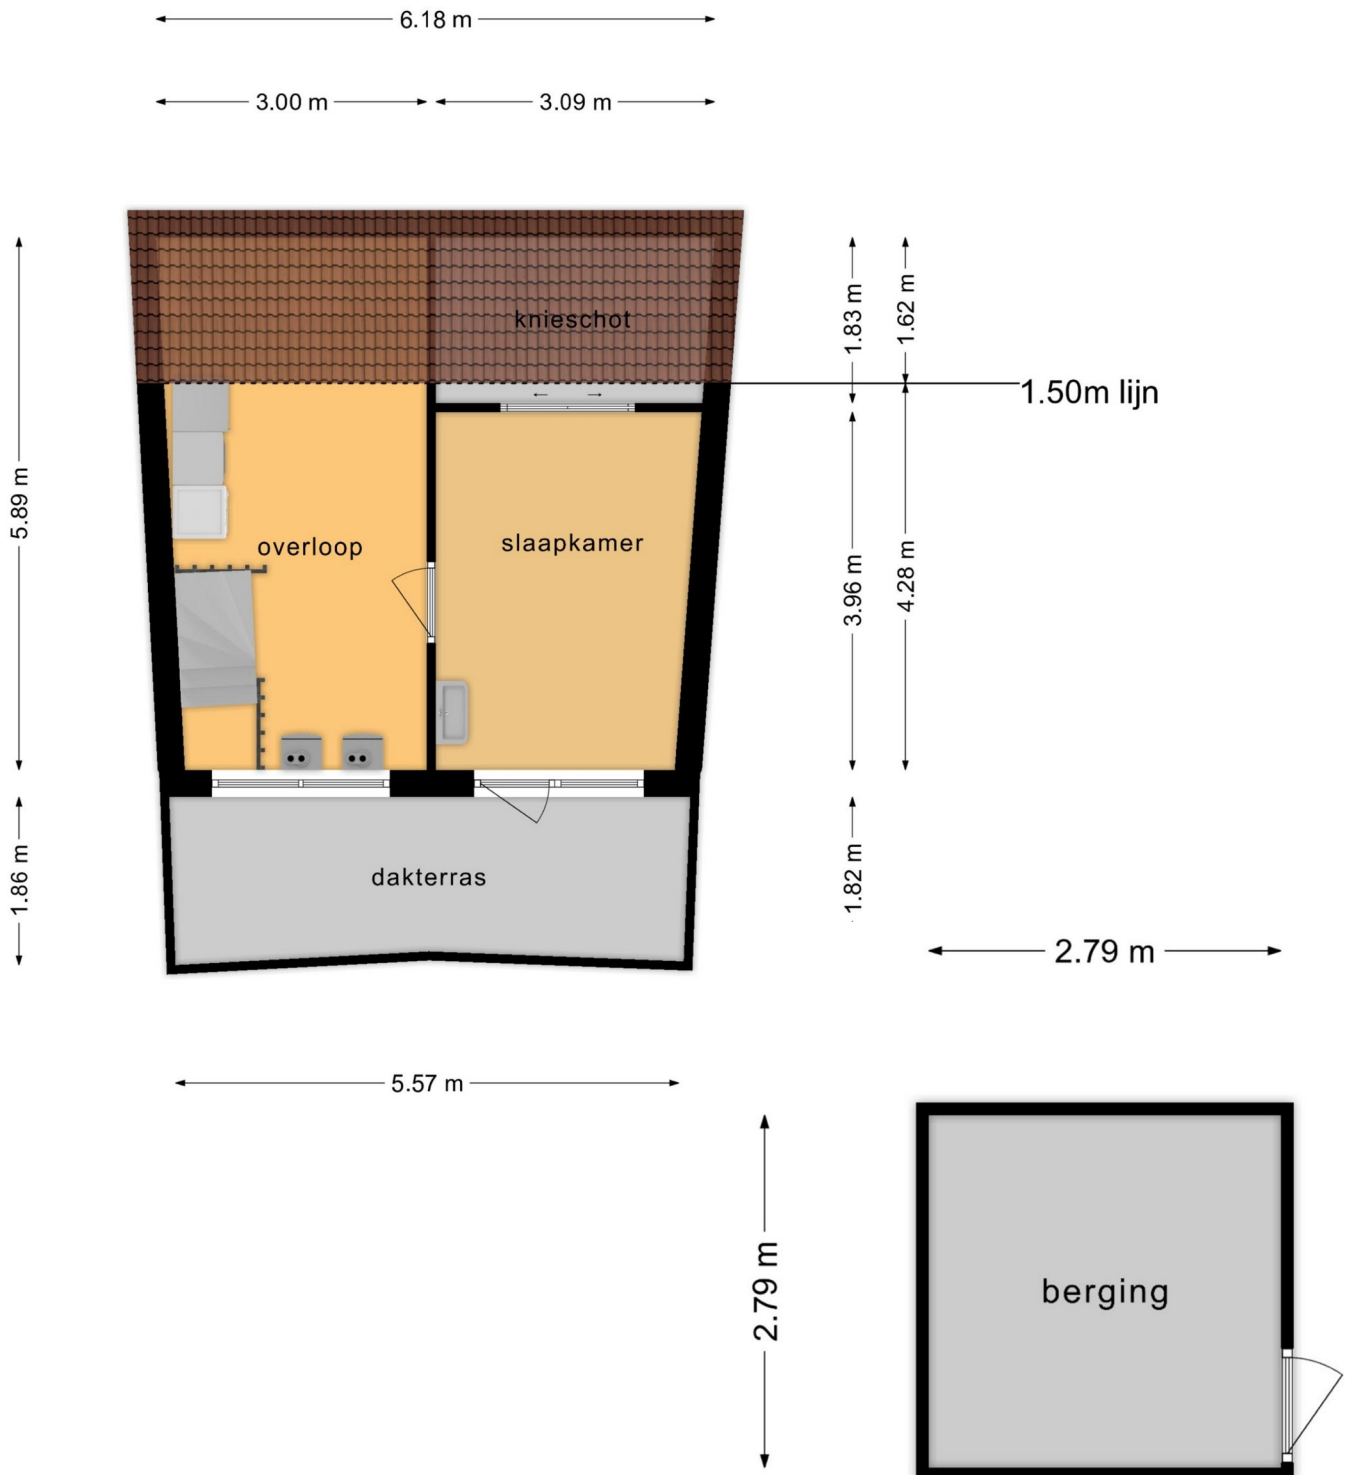 6.18 m
3.00 m
3.09 m
knieschot
1.83 m
1.62 m
1.50m lijn
5.89 m
overloop
slaapkamer
3.96 m
4.28 m
dakterras
1.86 m
1.82 m
2.79 m
5.57 m
2.79 m
berging